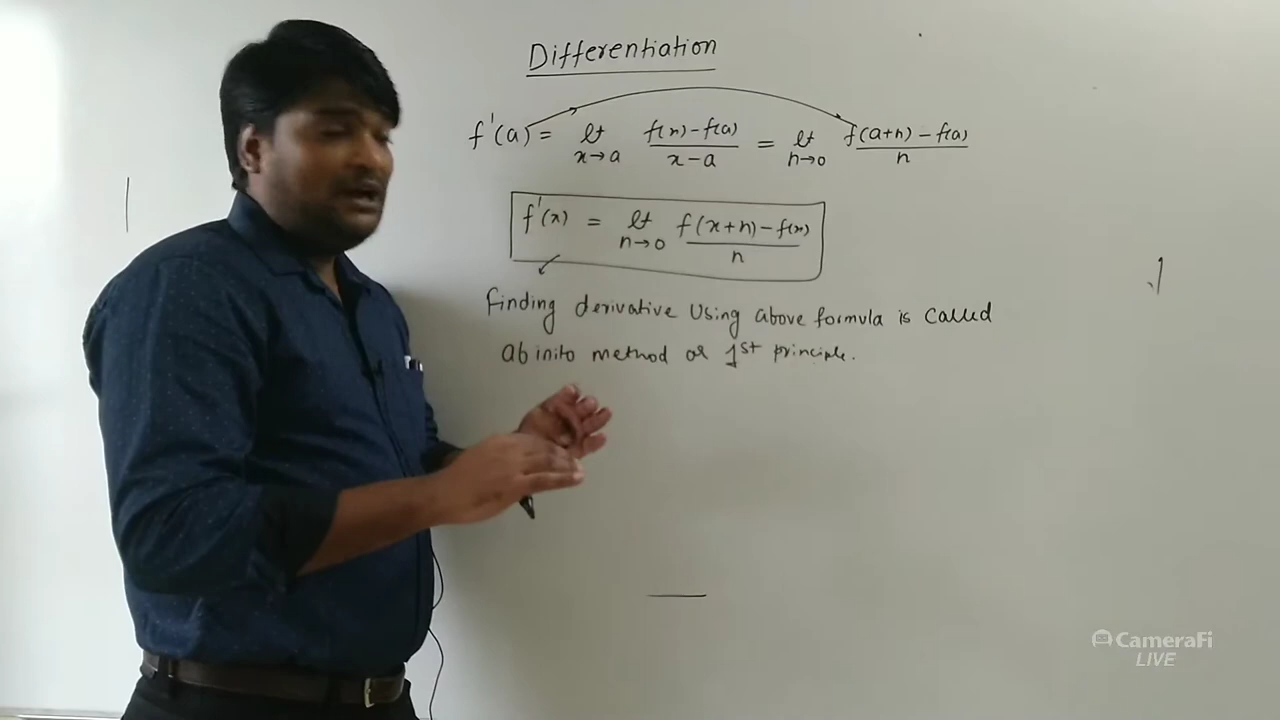 Differentiation
f'(a) = lt x→a f(x)-f(a) / x-a = lt h→0 f(a+h)-f(a) / h
f'(x) = lt h→0 f(x+h)-f(x) / h
Finding derivative Using above formula is called
ab inito method or 1st principle.
CameraFi
LIVE